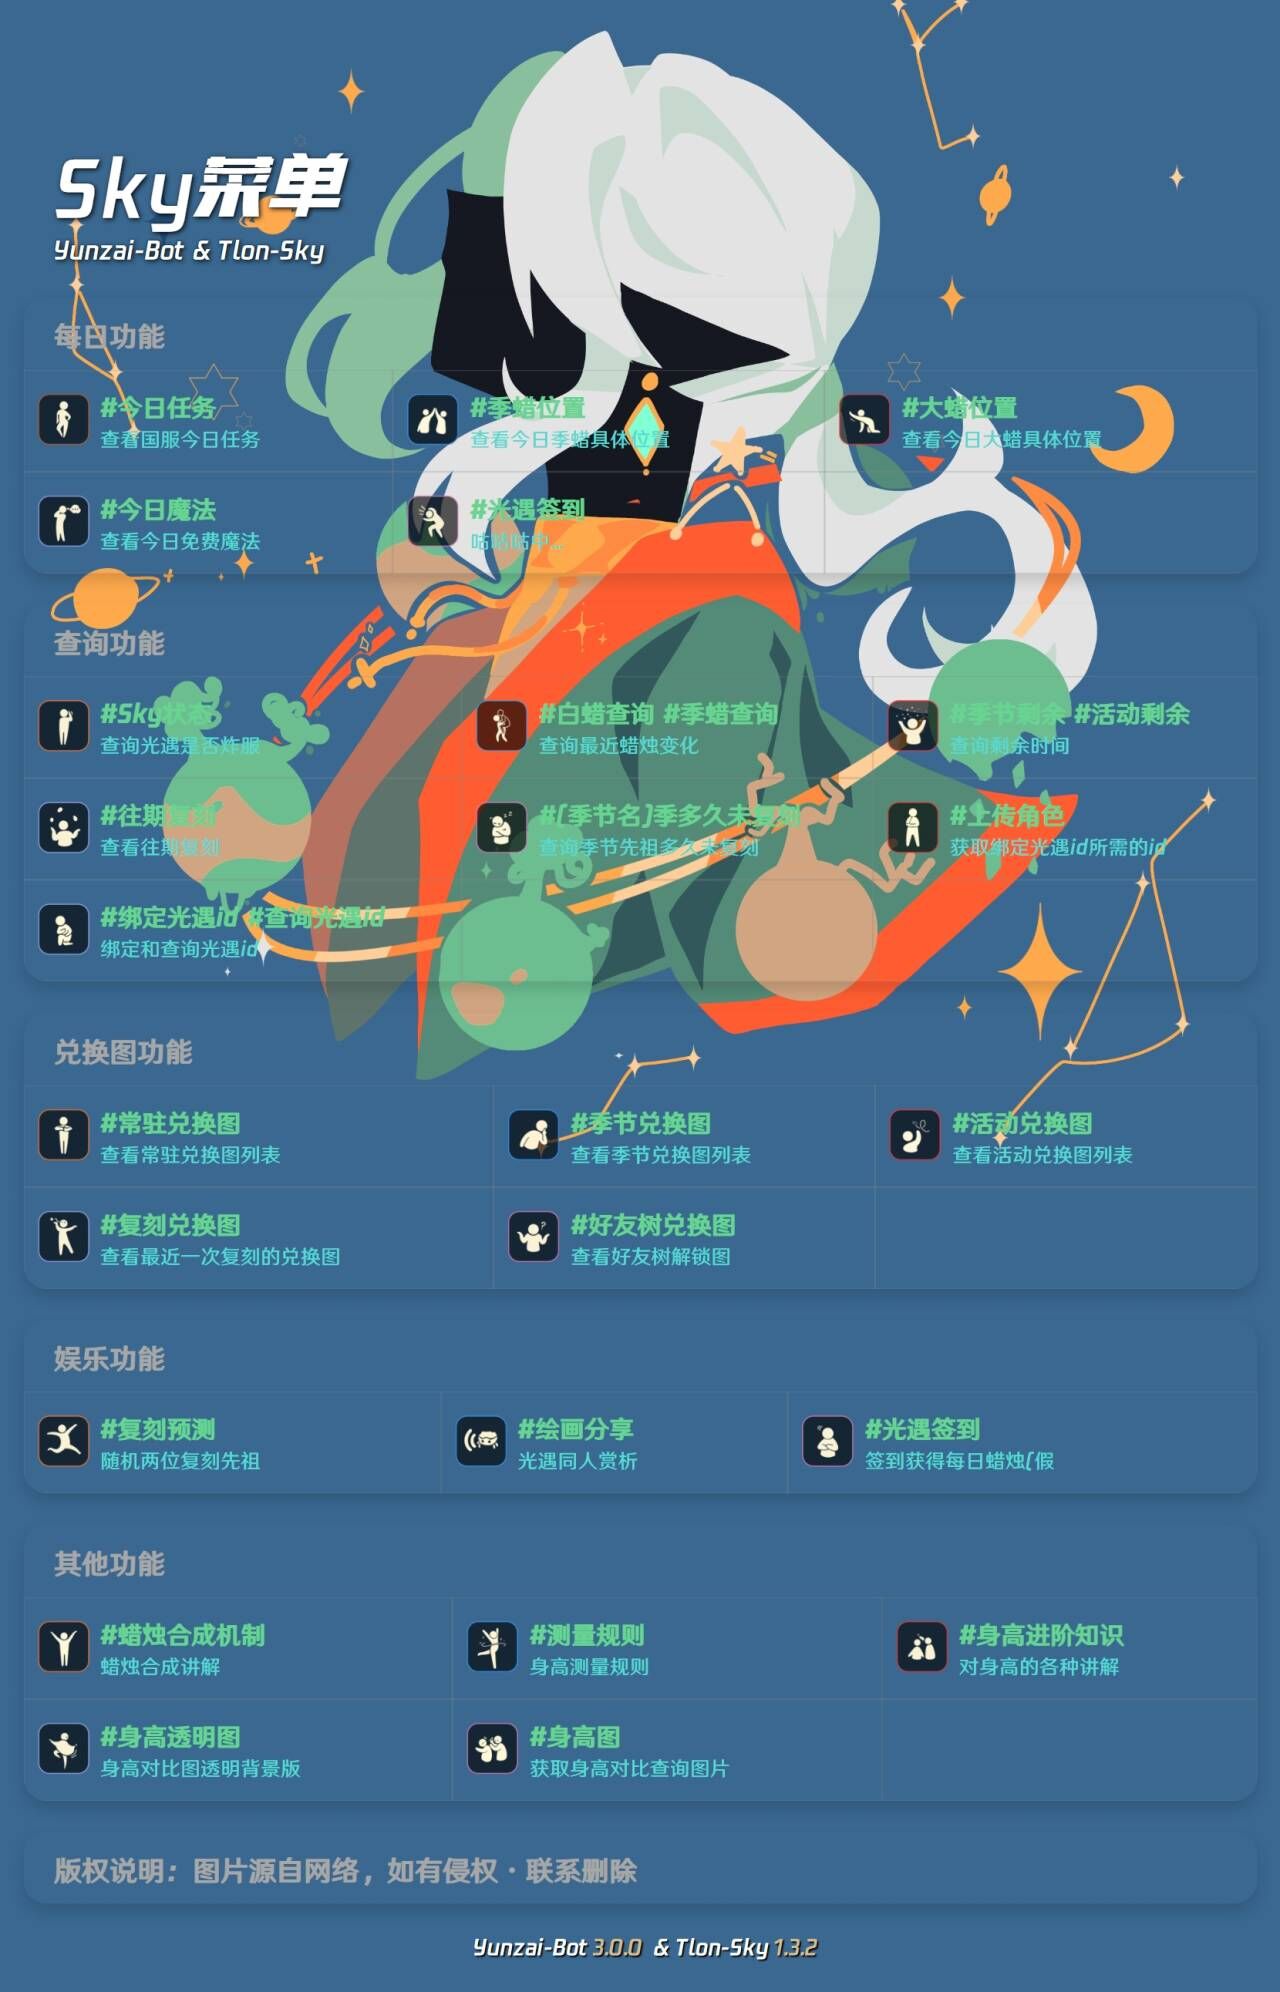 Sky菜单
Yunzai-Bot & Tlon-Sky
每日功能
#今日任务
查看国服今日任务
#季蜡位置
查看今日季蜡具体位置
#大蜡位置
查看今日大蜡具体位置
#今日魔法
查看今日免费魔法
#光遇签到
咕咕咕中...
查询功能
#Sky状态
查询光遇是否炸服
#白蜡查询 #季蜡查询
查询最近蜡烛变化
#季节剩余 #活动剩余
查询剩余时间
#往期复刻
查看往期复刻
#[季节名]季多久未复刻
查询季节先祖多久未复刻
#上传角色
获取绑定光遇id所需的id
#绑定光遇id #查询光遇id
绑定和查询光遇id
兑换图功能
#常驻兑换图
查看常驻兑换图列表
#季节兑换图
查看季节兑换图列表
#活动兑换图
查看活动兑换图列表
#复刻兑换图
查看最近一次复刻的兑换图
#好友树兑换图
查看好友树解锁图
娱乐功能
#复刻预测
随机两位复刻先祖
#绘画分享
光遇同人赏析
#光遇签到
签到获得每日蜡烛[假
其他功能
#蜡烛合成机制
蜡烛合成讲解
#测量规则
身高测量规则
#身高进阶知识
对身高的各种讲解
#身高透明图
身高对比图透明背景版
#身高图
获取身高对比查询图片
版权说明：图片源自网络，如有侵权·联系删除
Yunzai-Bot 3.0.0 & Tlon-Sky 1.3.2